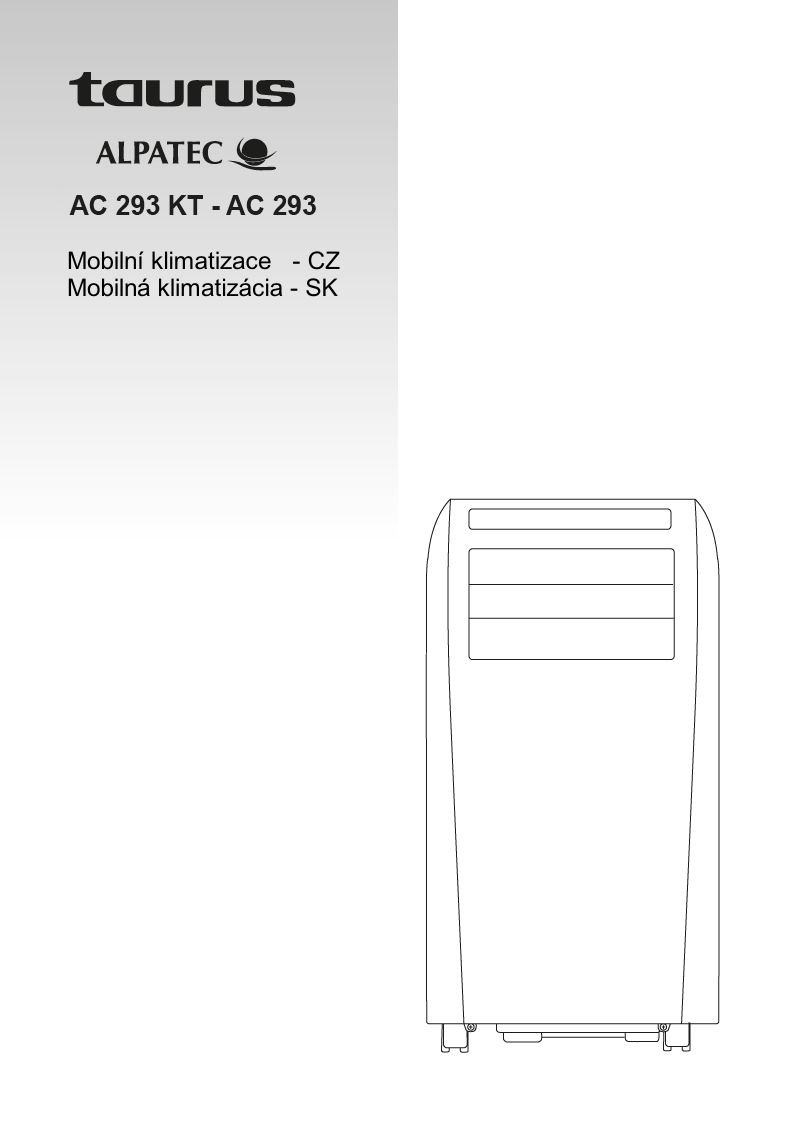 taurus
ALPATEC
AC 293 KT - AC 293
Mobilní klimatizace - CZ
Mobilná klimatizácia - SK